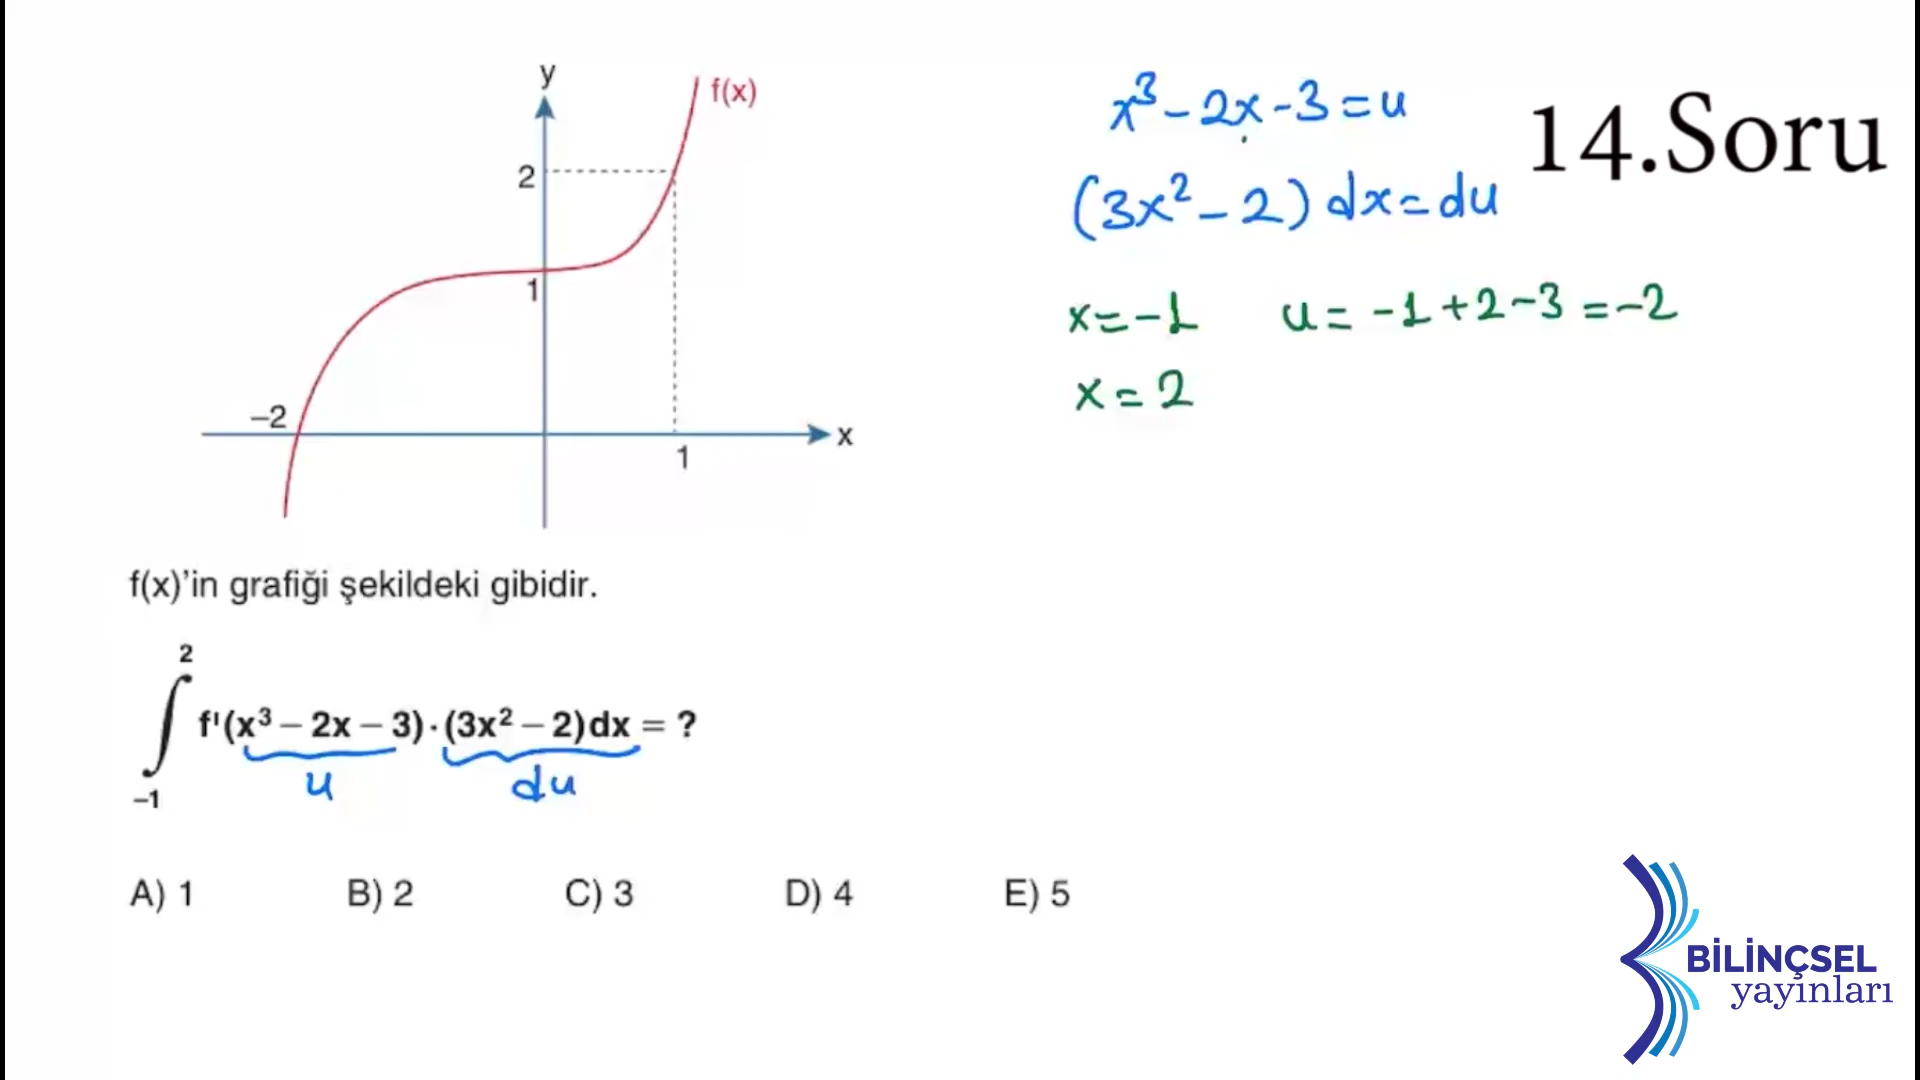 y
f(x)
2
1
–2
x
1
x³ – 2x – 3 = u
(3x² – 2) dx = du
x = –1 u = –1 + 2 – 3 = –2
x = 2
14.Soru
f(x)’in grafiği şekildeki gibidir.
2
∫ f'(x³ – 2x – 3) · (3x² – 2)dx = ?
–1
u du
A) 1 B) 2 C) 3 D) 4 E) 5
BİLİNÇSEL
yayınları